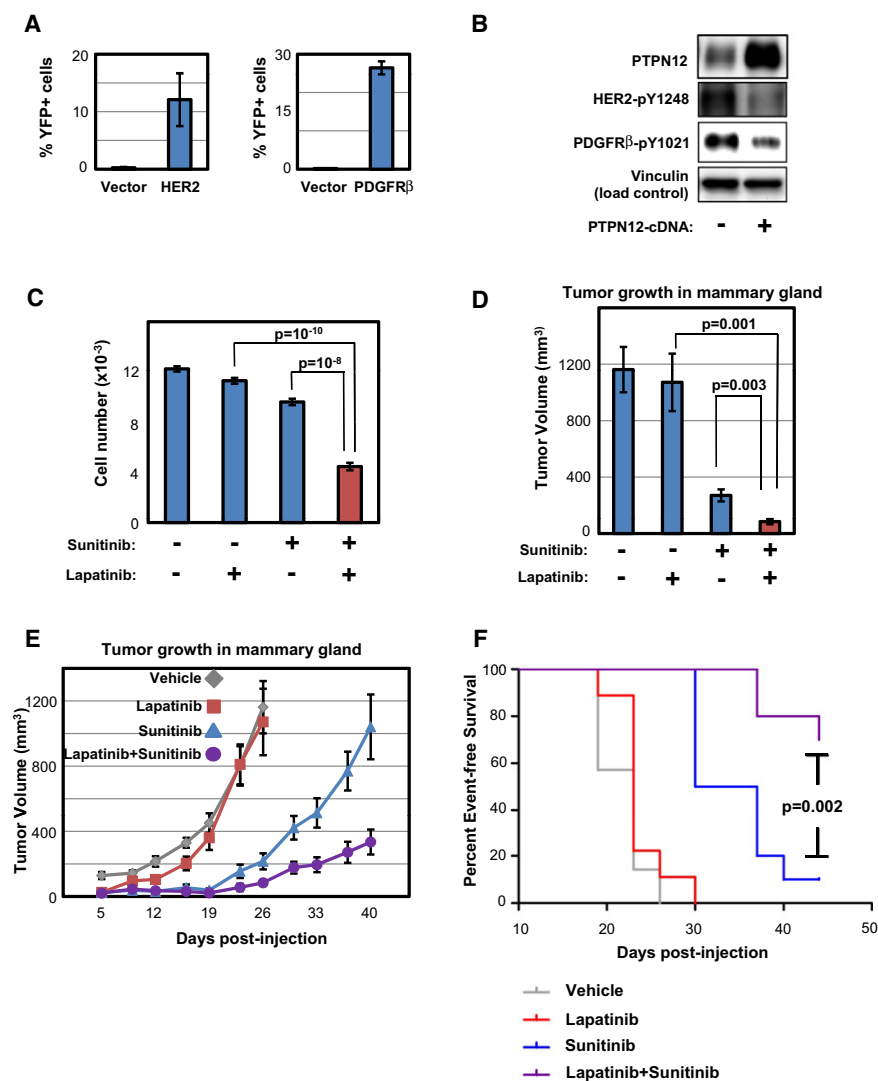 A
% YFP+ cells
20
10
0
Vector HER2
% YFP+ cells
30
15
0
Vector PDGFRβ
B
PTPN12
HER2-pY1248
PDGFRβ-pY1021
Vinculin
(load control)
PTPN12-cDNA: - +
C
Cell number (x10-3)
12
8
4
0
p=10-10
p=10-8
Sunitinib: - - + +
Lapatinib: - + - +
D
Tumor growth in mammary gland
Tumor Volume (mm3)
1200
800
400
0
p=0.001
p=0.003
Sunitinib: - - + +
Lapatinib: - + - +
E
Tumor growth in mammary gland
Tumor Volume (mm3)
1200
800
400
0
Vehicle
Lapatinib
Sunitinib
Lapatinib+Sunitinib
5 12 19 26 33 40
Days post-injection
F
Percent Event-free Survival
100
80
60
40
20
0
p=0.002
10 20 30 40 50
Days post-injection
Vehicle
Lapatinib
Sunitinib
Lapatinib+Sunitinib